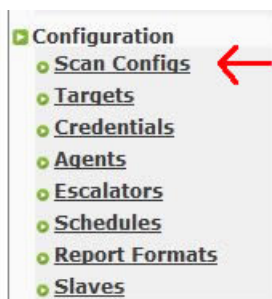 Configuration
Scan Configs
Targets
Credentials
Agents
Escalators
Schedules
Report Formats
Slaves